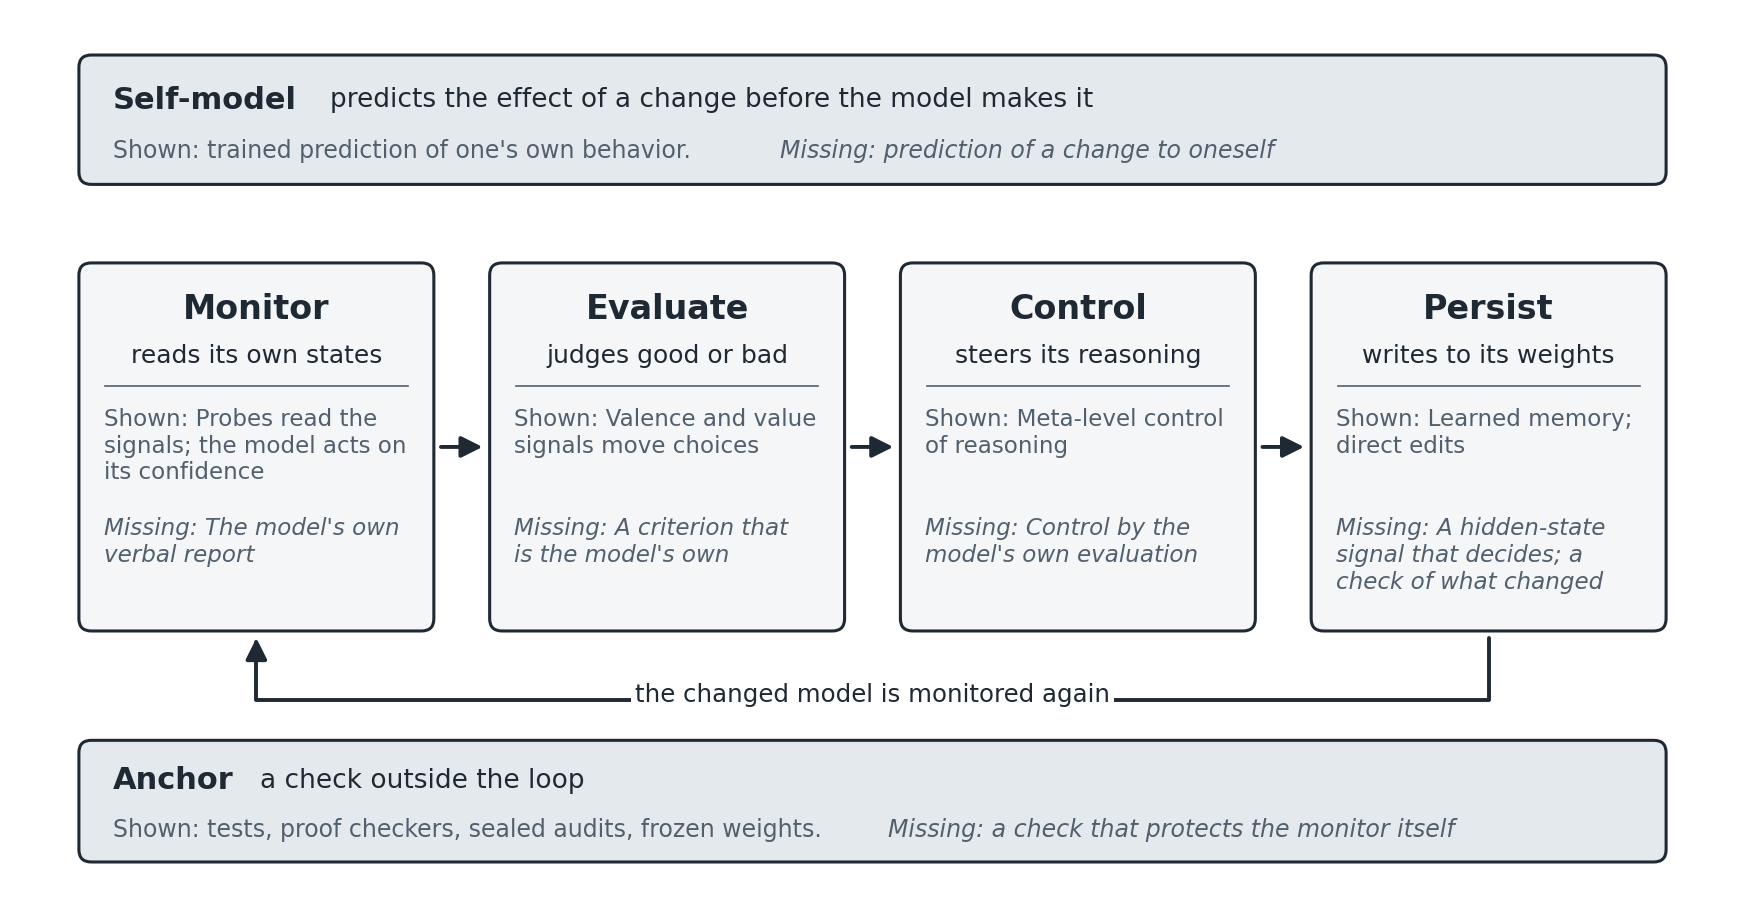 Self-model predicts the effect of a change before the model makes it
Shown: trained prediction of one's own behavior. Missing: prediction of a change to oneself
Monitor
reads its own states
Shown: Probes read the
signals; the model acts on
its confidence
Missing: The model's own
verbal report
Evaluate
judges good or bad
Shown: Valence and value
signals move choices
Missing: A criterion that
is the model's own
Control
steers its reasoning
Shown: Meta-level control
of reasoning
Missing: Control by the
model's own evaluation
Persist
writes to its weights
Shown: Learned memory;
direct edits
Missing: A hidden-state
signal that decides; a
check of what changed
the changed model is monitored again
Anchor a check outside the loop
Shown: tests, proof checkers, sealed audits, frozen weights. Missing: a check that protects the monitor itself